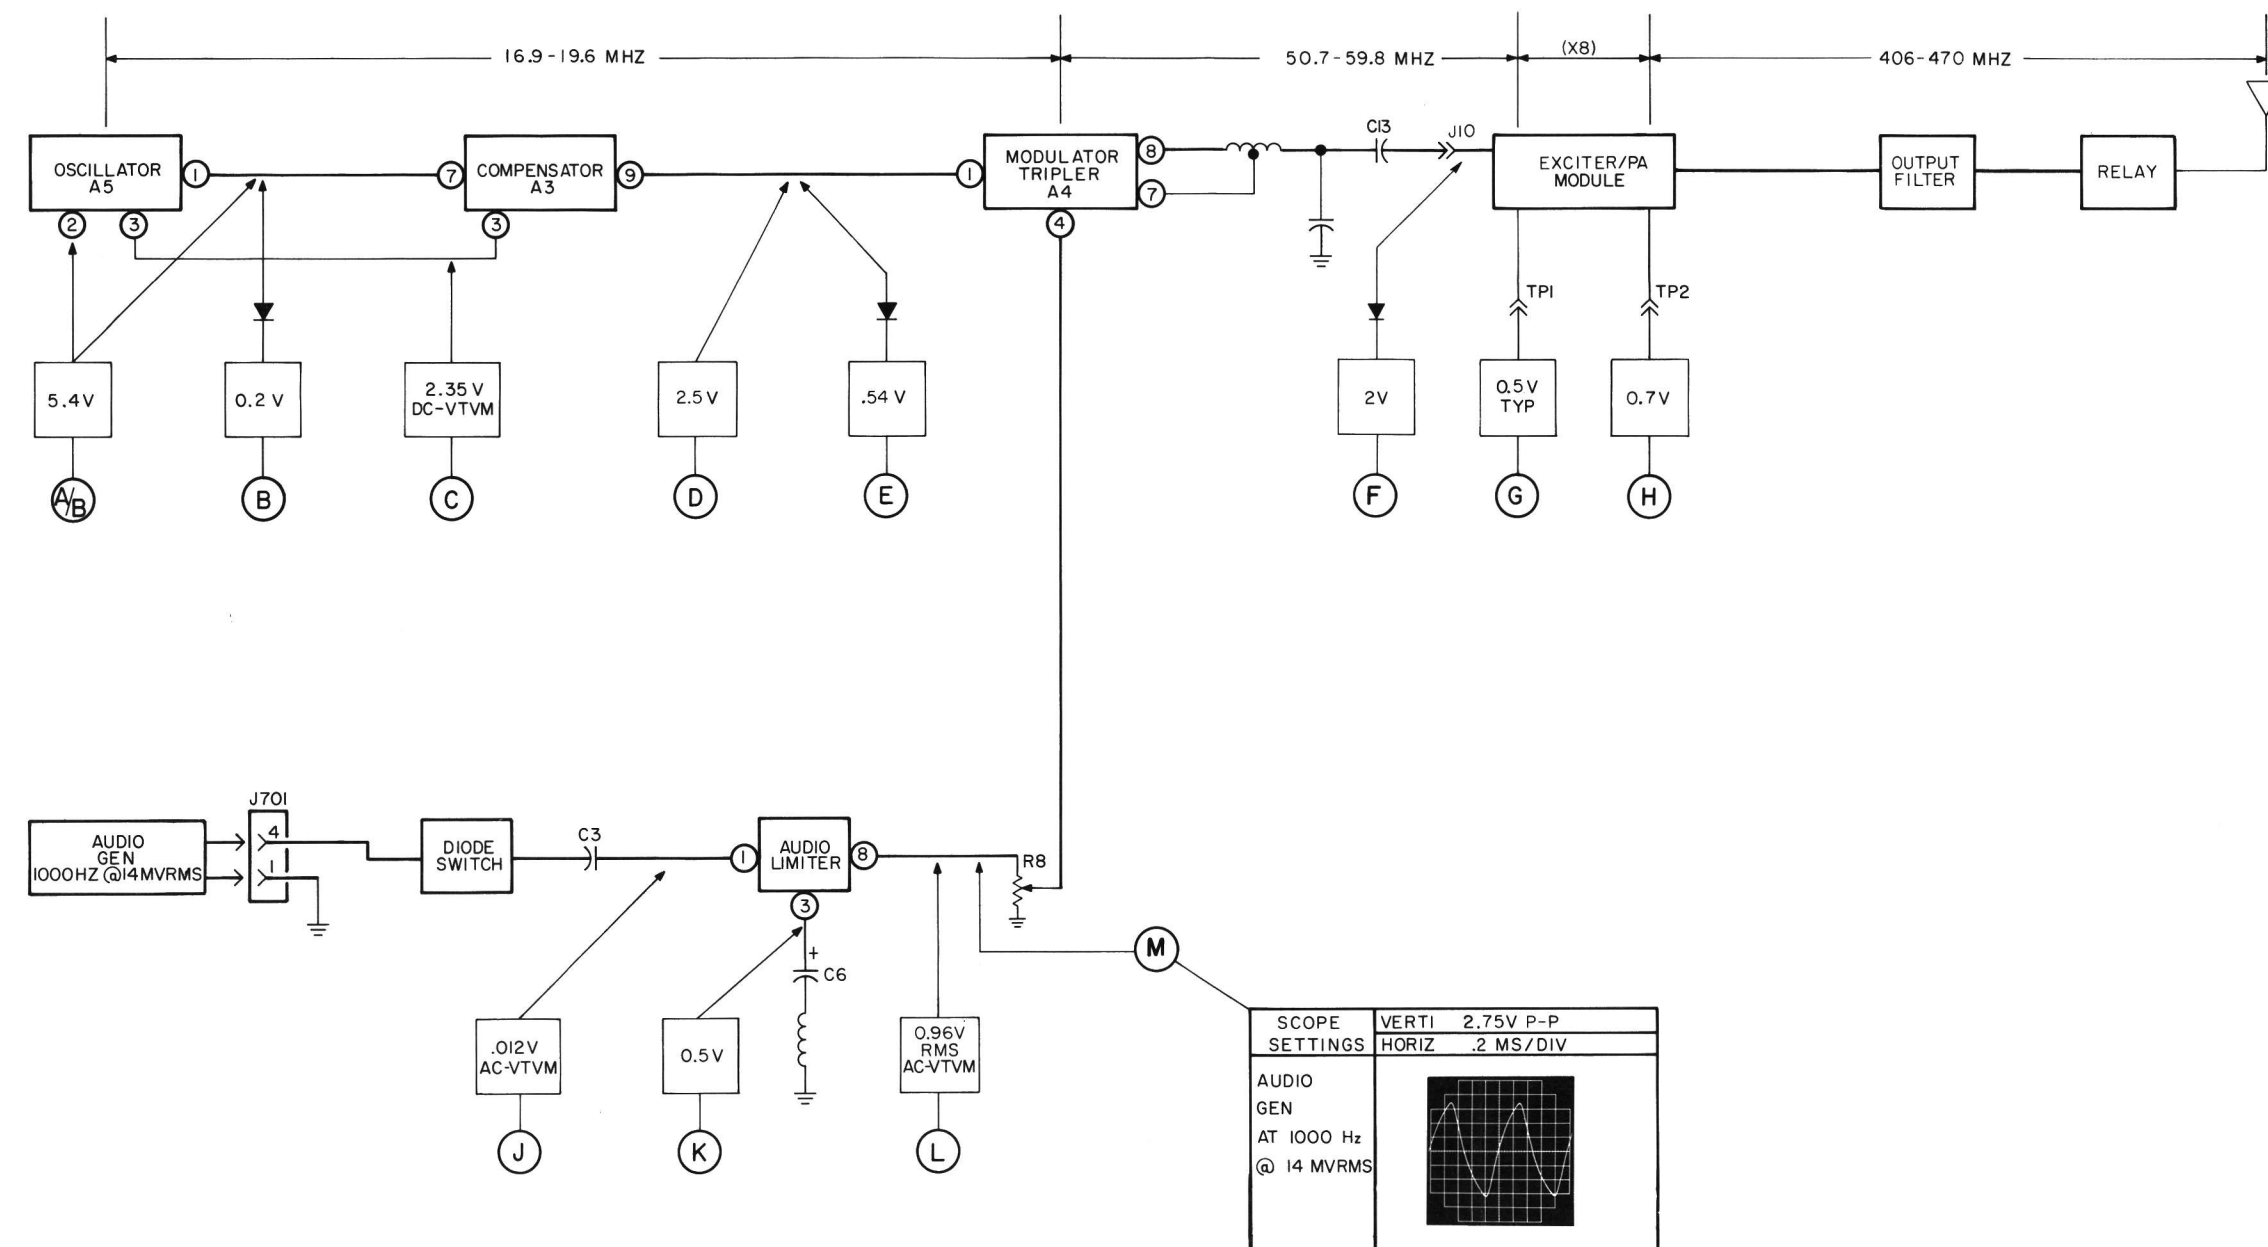 16.9-19.6 MHZ
50.7-59.8 MHZ
(X8)
406-470 MHZ
OSCILLATOR
A5
1
2
3
7
COMPENSATOR
A3
9
3
1
MODULATOR
TRIPLER
A4
8
7
4
C13
J10
EXCITER/PA
MODULE
OUTPUT
FILTER
RELAY
TP1
TP2
5.4V
0.2 V
2.35 V
DC-VTVM
2.5 V
.54 V
2V
0.5V
TYP
0.7V
A/B
B
C
D
E
F
G
H
AUDIO
GEN
1000HZ @14MVRMS
J701
4
1
DIODE
SWITCH
C3
1
AUDIO
LIMITER
8
3
R8
+
C6
.012V
AC-VTVM
0.5V
0.96V
RMS
AC-VTVM
J
K
L
M
SCOPE
SETTINGS
VERTI 2.75V P-P
HORIZ .2 MS/DIV
AUDIO
GEN
AT 1000 Hz
@ 14 MVRMS